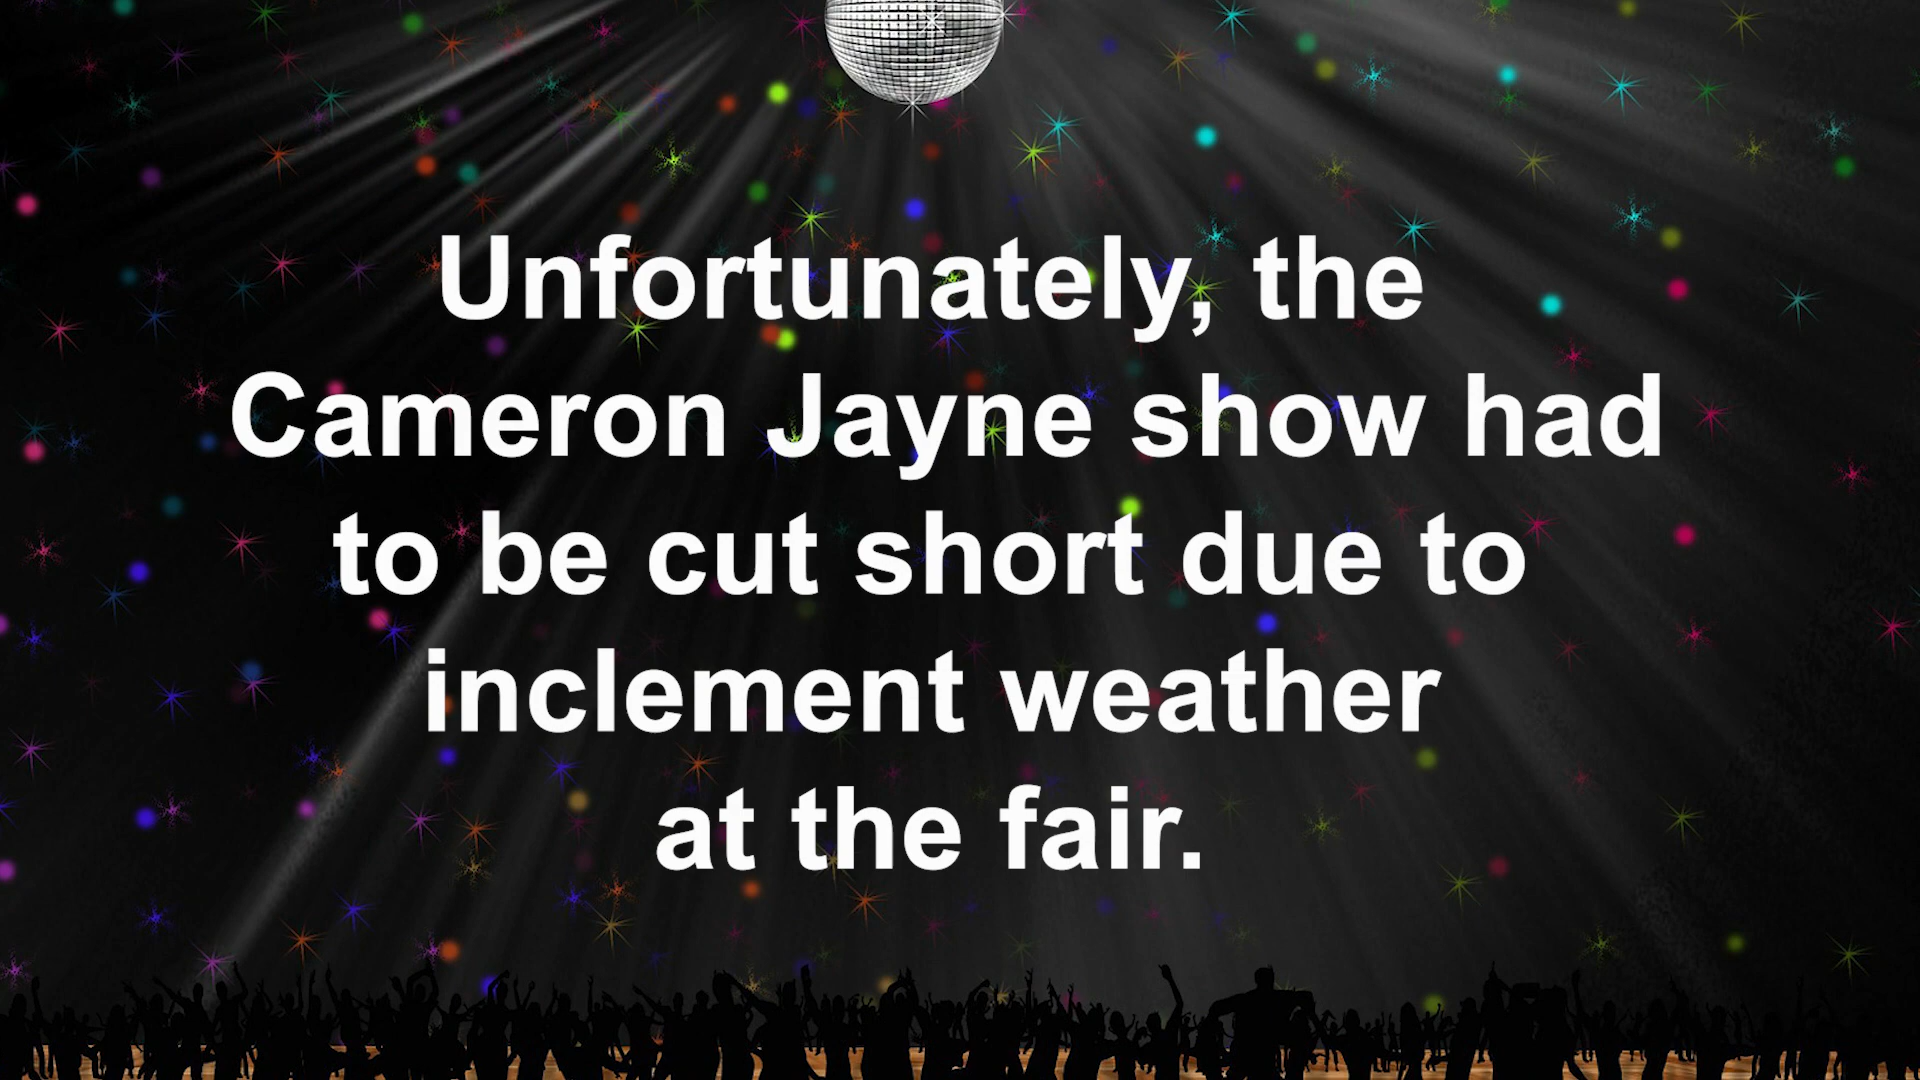 Unfortunately, the
Cameron Jayne show had
to be cut short due to
inclement weather
at the fair.